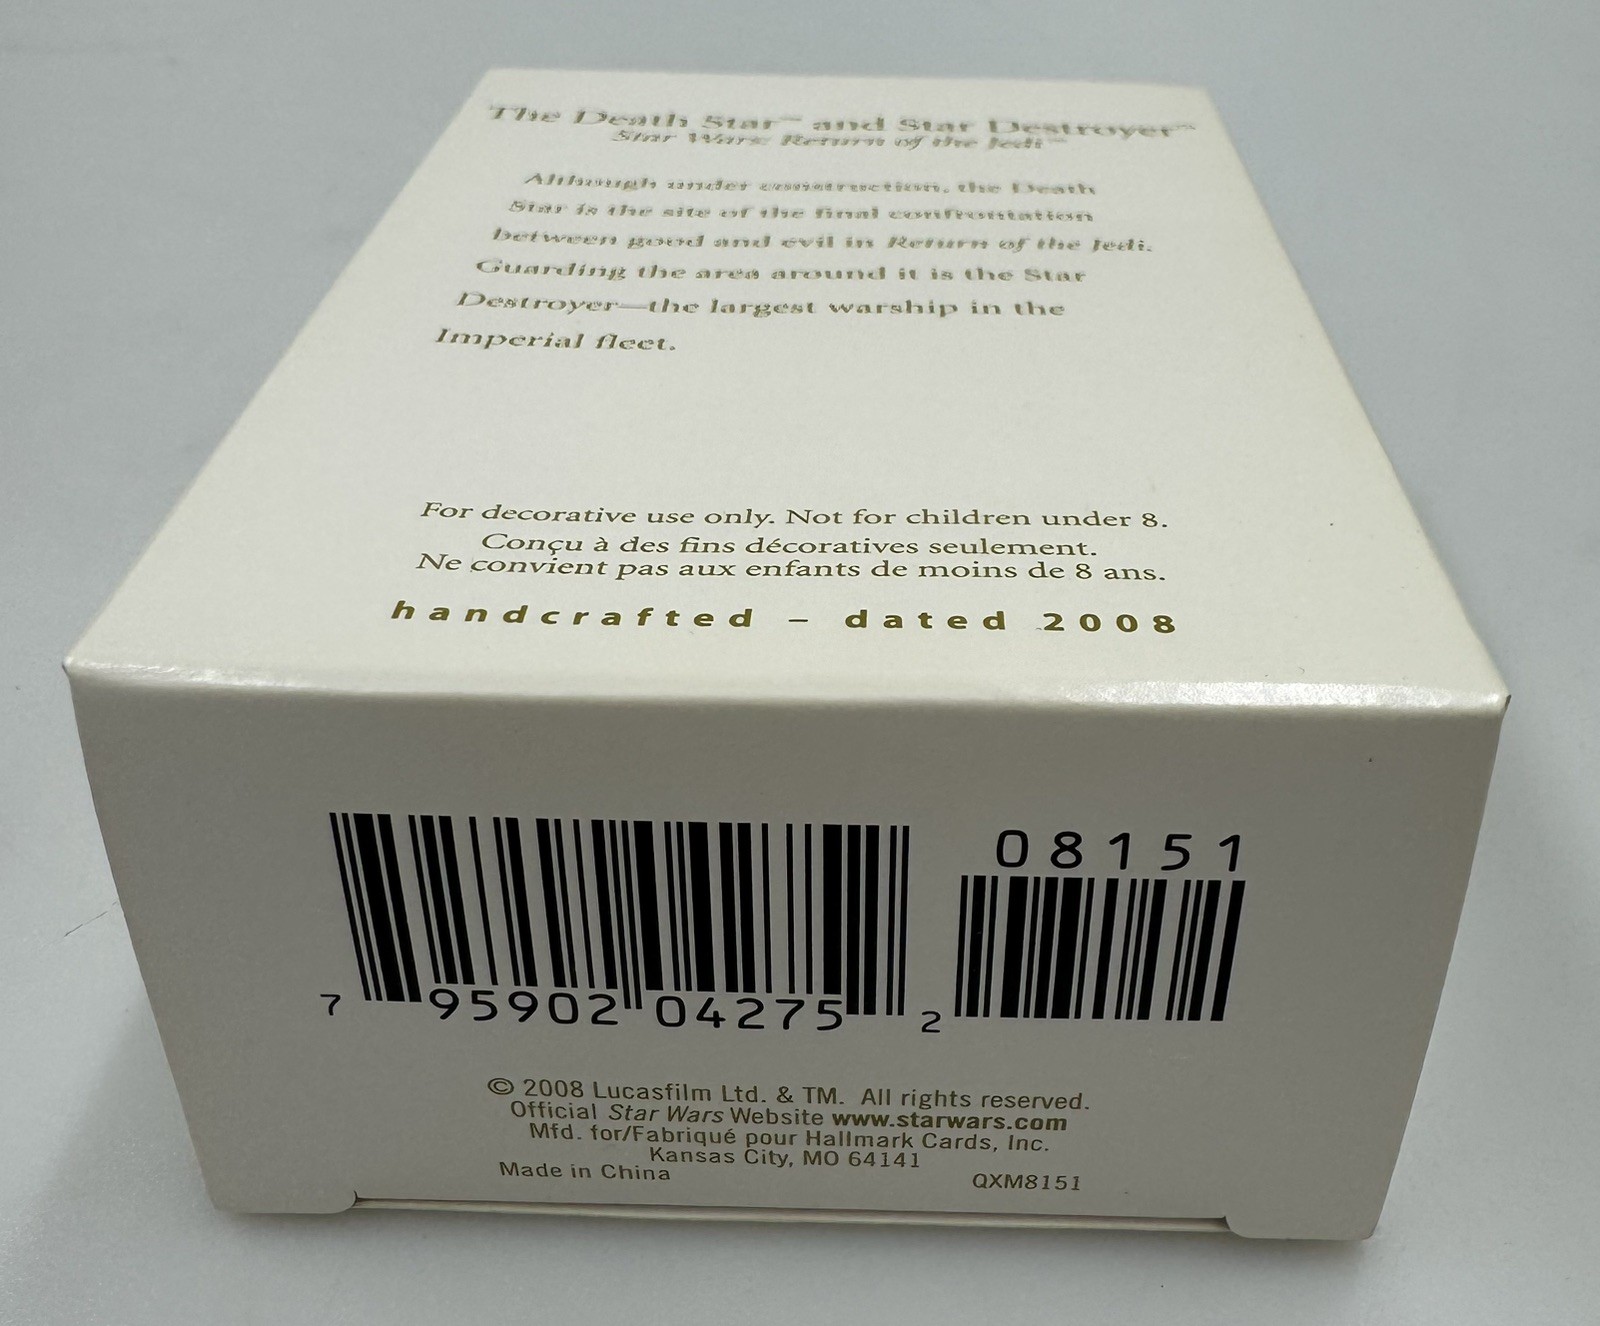 The Death Star™ and Star Destroyer™
Star Wars: Return of the Jedi™
Although under construction, the Death
Star is the site of the final confrontation
between good and evil in Return of the Jedi.
Guarding the area around it is the Star
Destroyer—the largest warship in the
Imperial fleet.
For decorative use only. Not for children under 8.
Conçu à des fins décoratives seulement.
Ne convient pas aux enfants de moins de 8 ans.
handcrafted – dated 2008
08151
7 95902 04275 2
© 2008 Lucasfilm Ltd. & TM. All rights reserved.
Official Star Wars Website www.starwars.com
Mfd. for/Fabriqué pour Hallmark Cards, Inc.
Kansas City, MO 64141
Made in China QXM8151